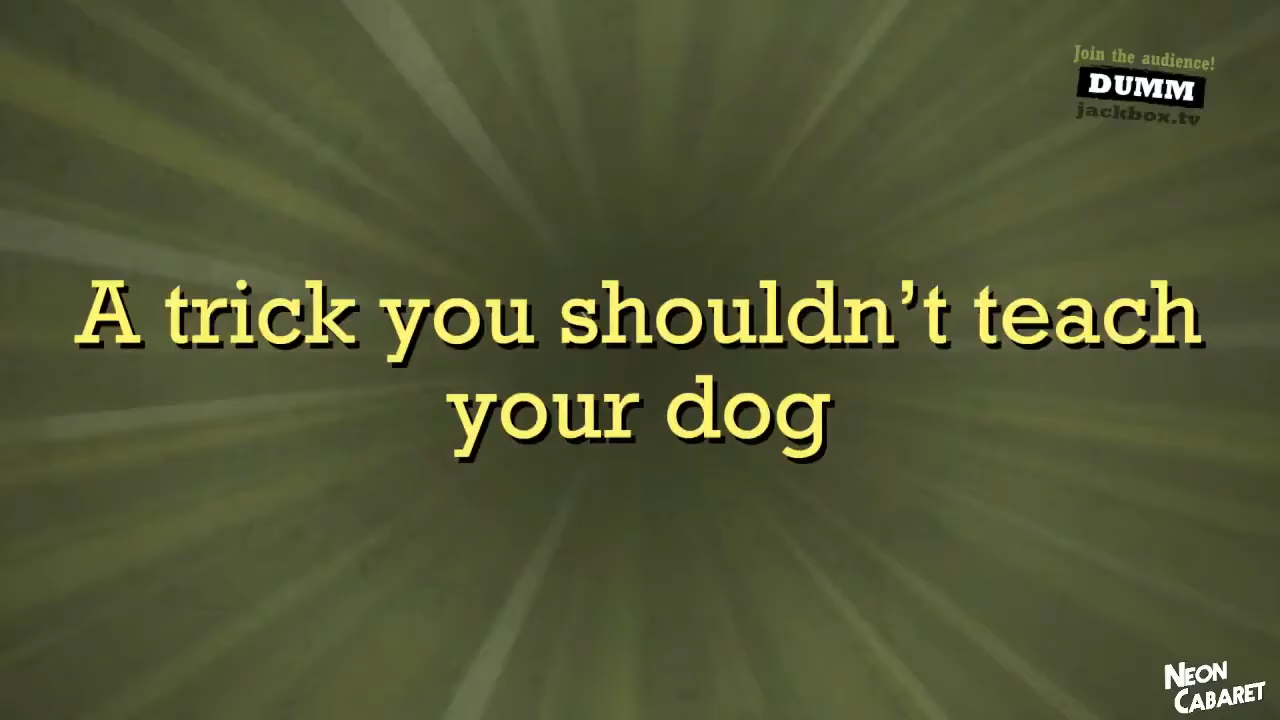 Join the audience!
DUMM
jackbox.tv
A trick you shouldn’t teach
your dog
NEON
CABARET